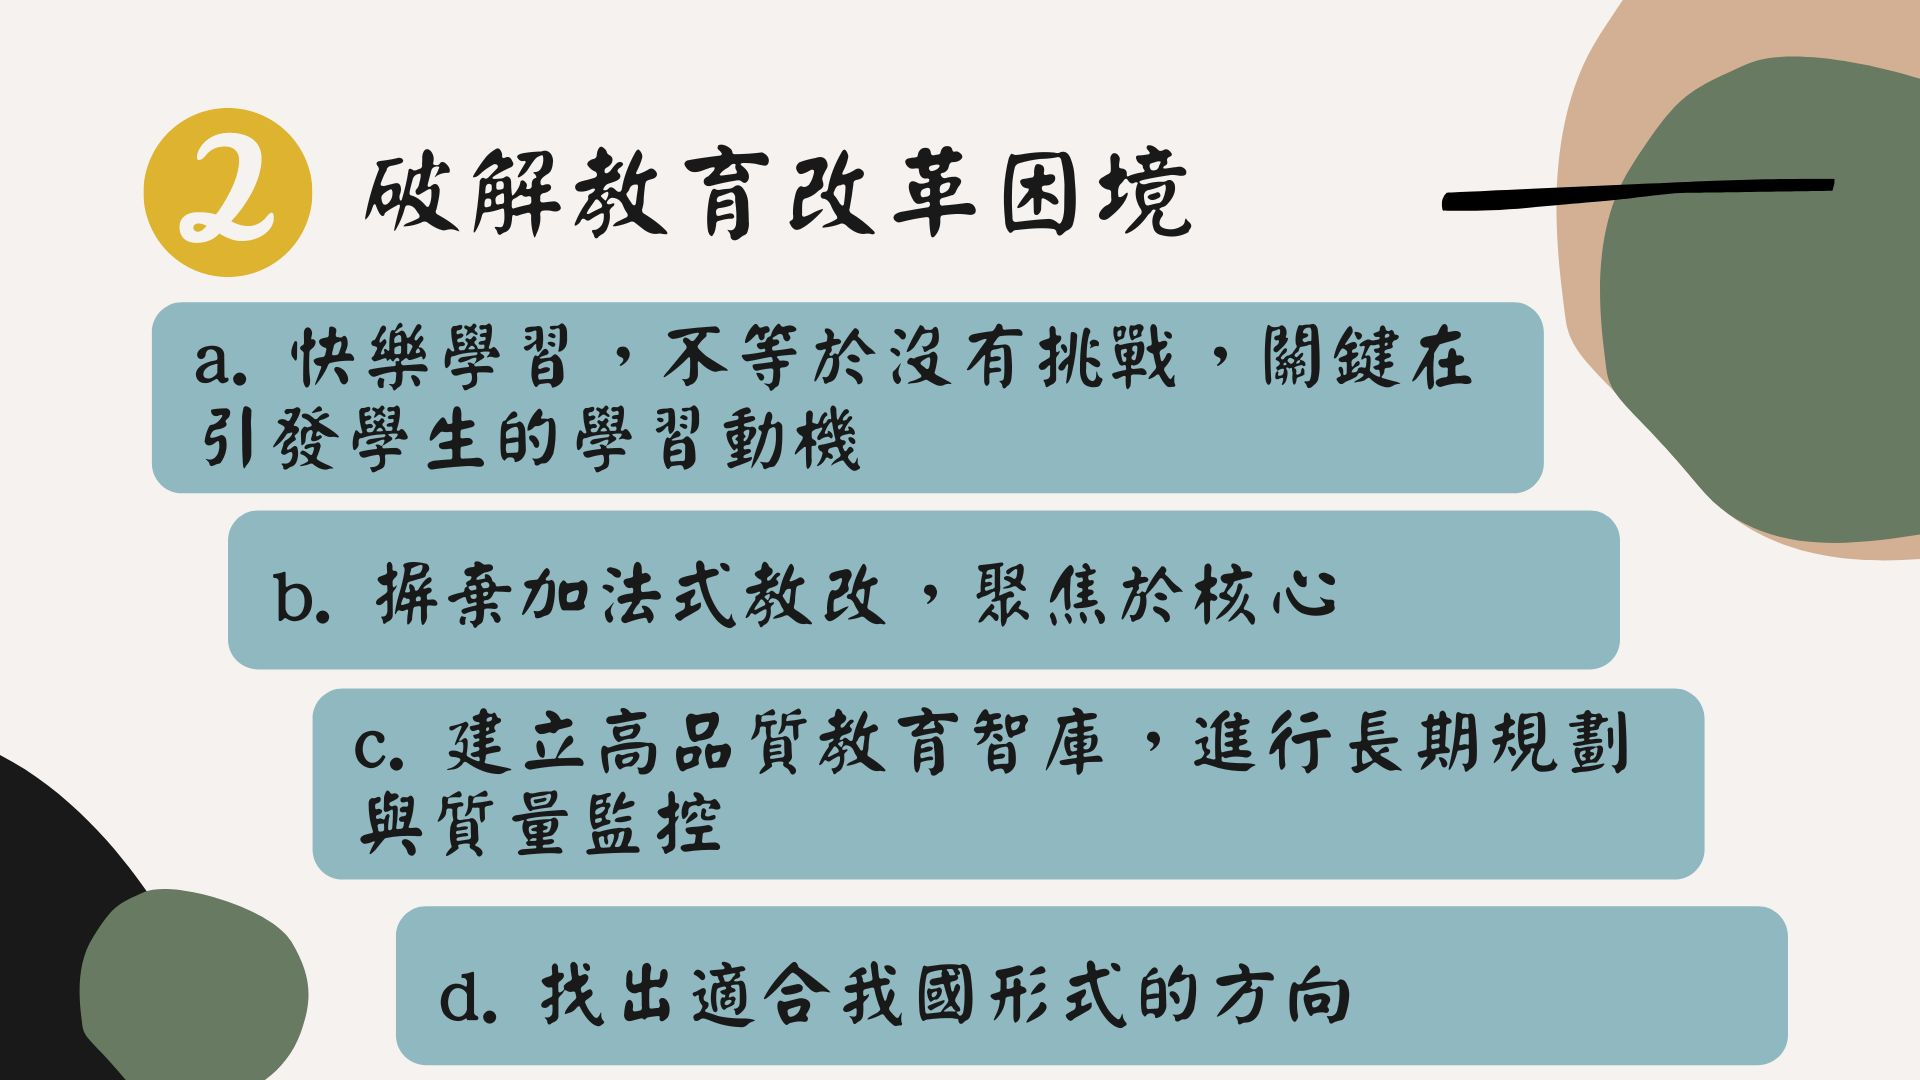 2 破解教育改革困境
a. 快樂學習，不等於沒有挑戰，關鍵在
引發學生的學習動機
b. 摒棄加法式教改，聚焦於核心
c. 建立高品質教育智庫，進行長期規劃
與質量監控
d. 找出適合我國形式的方向